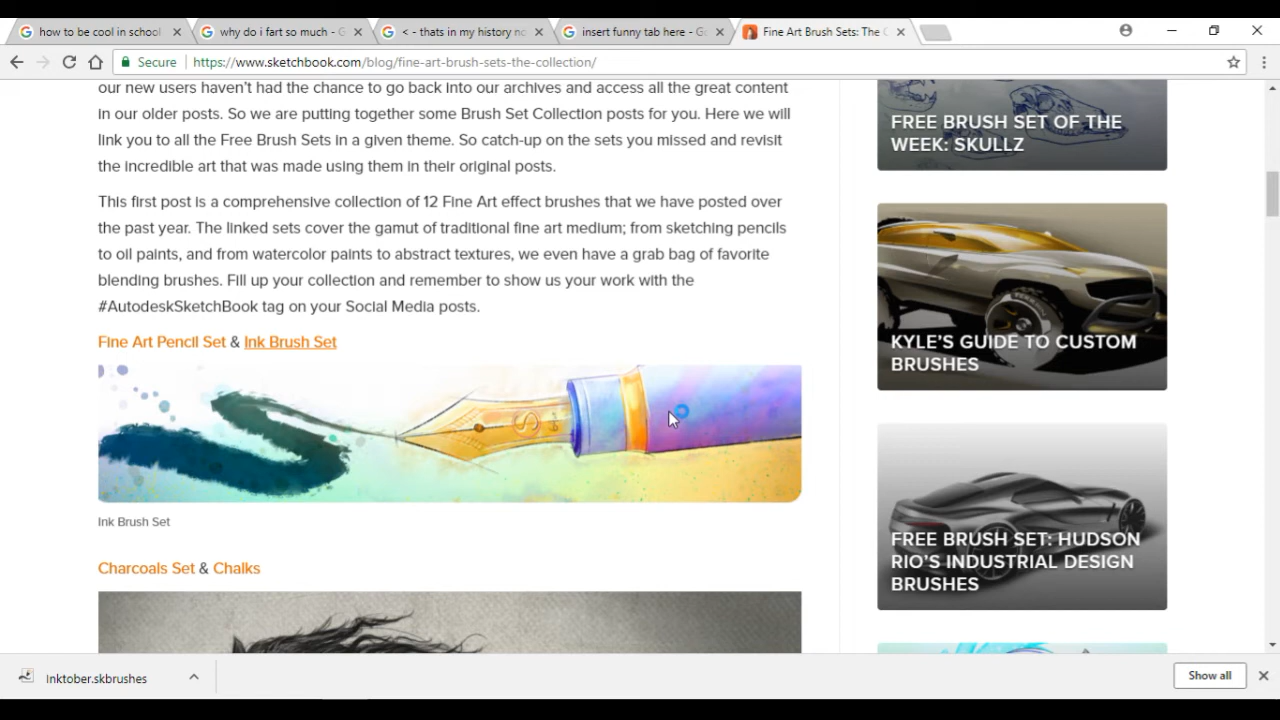 how to be cool in school
why do i fart so much - G
< - thats in my history no
insert funny tab here - Go
Fine Art Brush Sets: The C
Secure https://www.sketchbook.com/blog/fine-art-brush-sets-the-collection/
our new users haven't had the chance to go back into our archives and access all the great content
in our older posts. So we are putting together some Brush Set Collection posts for you. Here we will
link you to all the Free Brush Sets in a given theme. So catch-up on the sets you missed and revisit
the incredible art that was made using them in their original posts.
This first post is a comprehensive collection of 12 Fine Art effect brushes that we have posted over
the past year. The linked sets cover the gamut of traditional fine art medium; from sketching pencils
to oil paints, and from watercolor paints to abstract textures, we even have a grab bag of favorite
blending brushes. Fill up your collection and remember to show us your work with the
#AutodeskSketchBook tag on your Social Media posts.
Fine Art Pencil Set & Ink Brush Set
Ink Brush Set
Charcoals Set & Chalks
FREE BRUSH SET OF THE
WEEK: SKULLZ
KYLE'S GUIDE TO CUSTOM
BRUSHES
FREE BRUSH SET: HUDSON
RIO'S INDUSTRIAL DESIGN
BRUSHES
Inktober.skbrushes
Show all